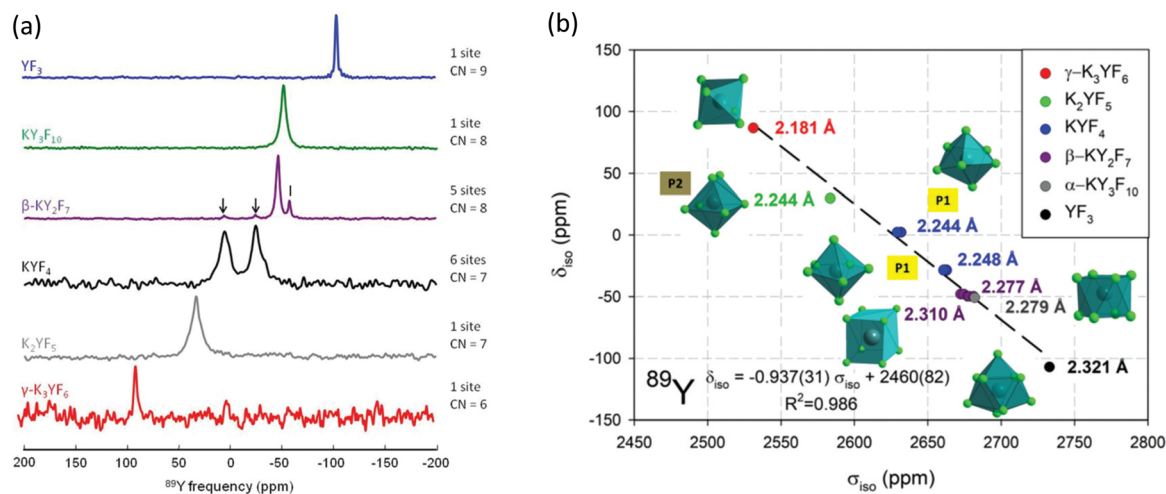 (a)
YF₃
1 site
CN = 9
KY₃F₁₀
1 site
CN = 8
β-KY₂F₇
5 sites
CN = 8
KYF₄
6 sites
CN = 7
K₂YF₅
1 site
CN = 7
γ-K₃YF₆
1 site
CN = 6
200 150 100 50 0 -50 -100 -150 -200
⁸⁹Y frequency (ppm)
(b)
150
100
50
0
-50
-100
-150
δiso (ppm)
γ−K₃YF₆
K₂YF₅
KYF₄
β−KY₂F₇
α−KY₃F₁₀
YF₃
2.181 Å
P2
2.244 Å
P1
2.244 Å
P1
2.248 Å
2.277 Å
2.310 Å
2.279 Å
2.321 Å
⁸⁹Y
δiso = -0.937(31) σiso + 2460(82)
R²=0.986
2450 2500 2550 2600 2650 2700 2750 2800
σiso (ppm)